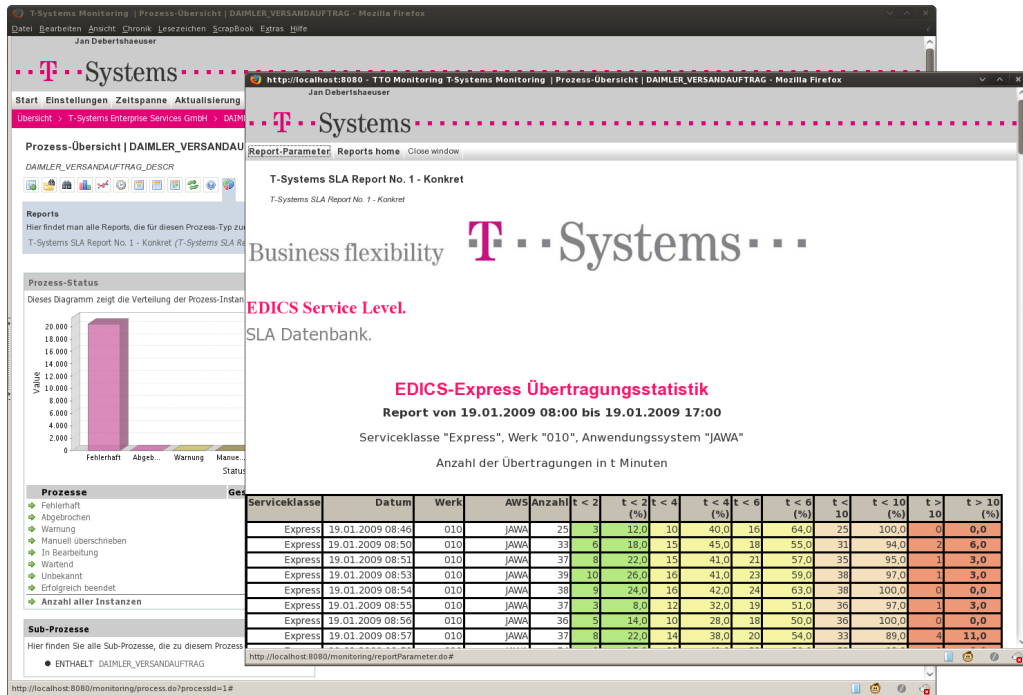 T-Systems Monitoring | Prozess-Übersicht | DAIMLER_VERSANDAUFTRAG - Mozilla Firefox
Datei Bearbeiten Ansicht Chronik Lesezeichen ScrapBook Extras Hilfe
Jan Debertshaeuser
T Systems
Start Einstellungen Zeitspanne Aktualisierung
Übersicht > T-Systems Enterprise Services GmbH > DAIM
Prozess-Übersicht | DAIMLER_VERSANDAU
DAIMLER_VERSANDAUFTRAG_DESCR
Reports
Hier findet man alle Reports, die für diesen Prozess-Typ zu
T-Systems SLA Report No. 1 - Konkret (T-Systems SLA Re
Prozess-Status
Dieses Diagramm zeigt die Verteilung der Prozess-Instan
Value
20.000
18.000
16.000
14.000
12.000
10.000
8.000
6.000
4.000
2.000
0
Fehlerhaft Abgeb... Warnung Manue...
Status
Prozesse Ges
Fehlerhaft
Abgebrochen
Warnung
Manuell überschrieben
In Bearbeitung
Wartend
Unbekannt
Erfolgreich beendet
Anzahl aller Instanzen
Sub-Prozesse
Hier finden Sie alle Sub-Prozesse, die zu diesem Prozess
ENTHAELT DAIMLER_VERSANDAUFTRAG
http://localhost:8080/monitoring/process.do?processId=1#
http://localhost:8080 - TTO Monitoring T-Systems Monitoring | Prozess-Übersicht | DAIMLER_VERSANDAUFTRAG - Mozilla Firefox
Jan Debertshaeuser
T Systems
Report-Parameter Reports home Close window
T-Systems SLA Report No. 1 - Konkret
T-Systems SLA Report No. 1 - Konkret
Business flexibility T Systems
EDICS Service Level.
SLA Datenbank.
EDICS-Express Übertragungsstatistik
Report von 19.01.2009 08:00 bis 19.01.2009 17:00
Serviceklasse "Express", Werk "010", Anwendungssystem "JAWA"
Anzahl der Übertragungen in t Minuten
Serviceklasse Datum Werk AWS Anzahl t < 2 t < 2 (%) t < 4 t < 4 (%) t < 6 t < 6 (%) t < 10 t < 10 (%) t > 10 t > 10 (%)
Express 19.01.2009 08:46 010 JAWA 25 3 12,0 10 40,0 16 64,0 25 100,0 0 0,0
Express 19.01.2009 08:50 010 JAWA 33 6 18,0 15 45,0 18 55,0 31 94,0 2 6,0
Express 19.01.2009 08:51 010 JAWA 37 8 22,0 15 41,0 21 57,0 35 95,0 1 3,0
Express 19.01.2009 08:53 010 JAWA 39 10 26,0 16 41,0 23 59,0 38 97,0 1 3,0
Express 19.01.2009 08:54 010 JAWA 38 9 24,0 16 42,0 24 63,0 38 100,0 0 0,0
Express 19.01.2009 08:55 010 JAWA 37 3 8,0 12 32,0 19 51,0 36 97,0 1 3,0
Express 19.01.2009 08:56 010 JAWA 36 5 14,0 10 28,0 18 50,0 36 100,0 0 0,0
Express 19.01.2009 08:57 010 JAWA 37 8 22,0 14 38,0 20 54,0 33 89,0 4 11,0
http://localhost:8080/monitoring/reportParameter.do#